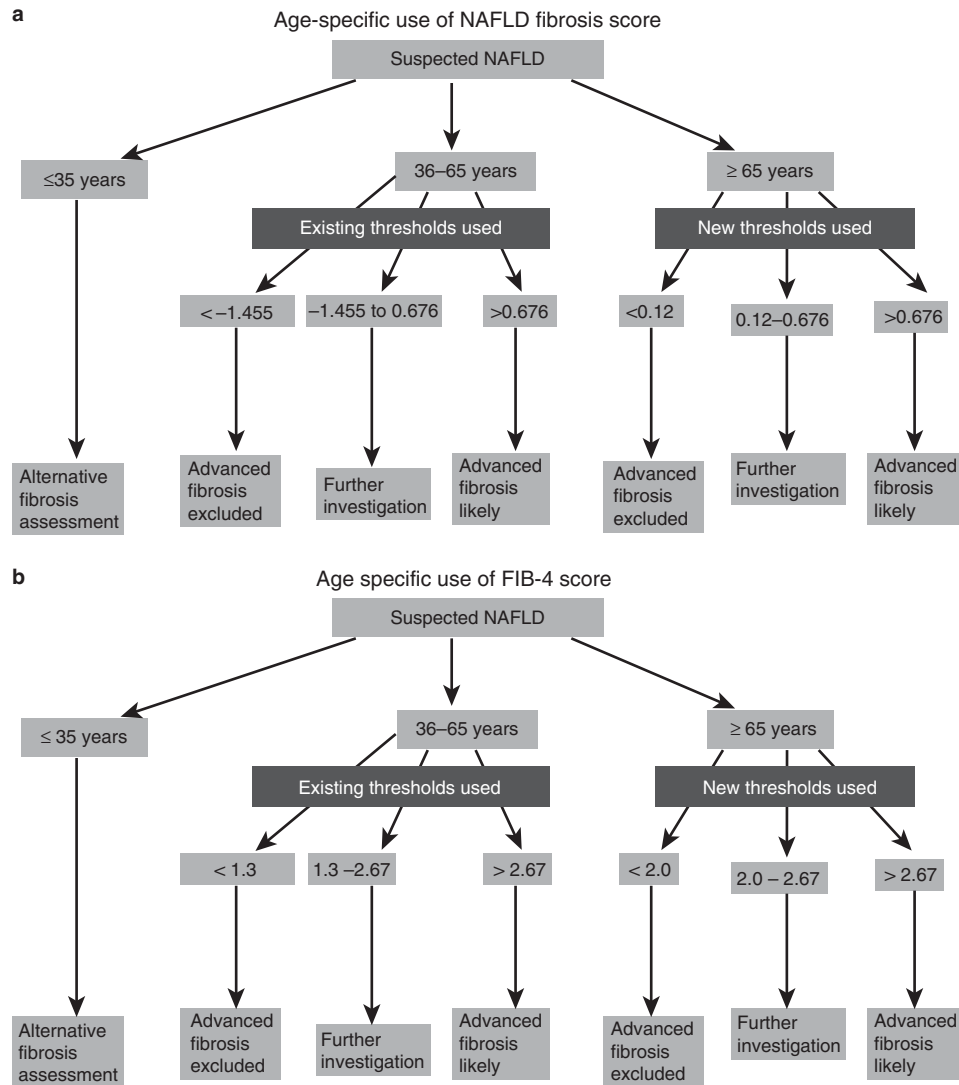 a
Age-specific use of NAFLD fibrosis score
Suspected NAFLD
≤35 years
36–65 years
≥ 65 years
Existing thresholds used
New thresholds used
< –1.455
–1.455 to 0.676
>0.676
<0.12
0.12–0.676
>0.676
Alternative
fibrosis
assessment
Advanced
fibrosis
excluded
Further
investigation
Advanced
fibrosis
likely
Advanced
fibrosis
excluded
Further
investigation
Advanced
fibrosis
likely
b
Age specific use of FIB-4 score
Suspected NAFLD
≤ 35 years
36–65 years
≥ 65 years
Existing thresholds used
New thresholds used
< 1.3
1.3 –2.67
> 2.67
< 2.0
2.0 – 2.67
> 2.67
Alternative
fibrosis
assessment
Advanced
fibrosis
excluded
Further
investigation
Advanced
fibrosis
likely
Advanced
fibrosis
excluded
Further
investigation
Advanced
fibrosis
likely